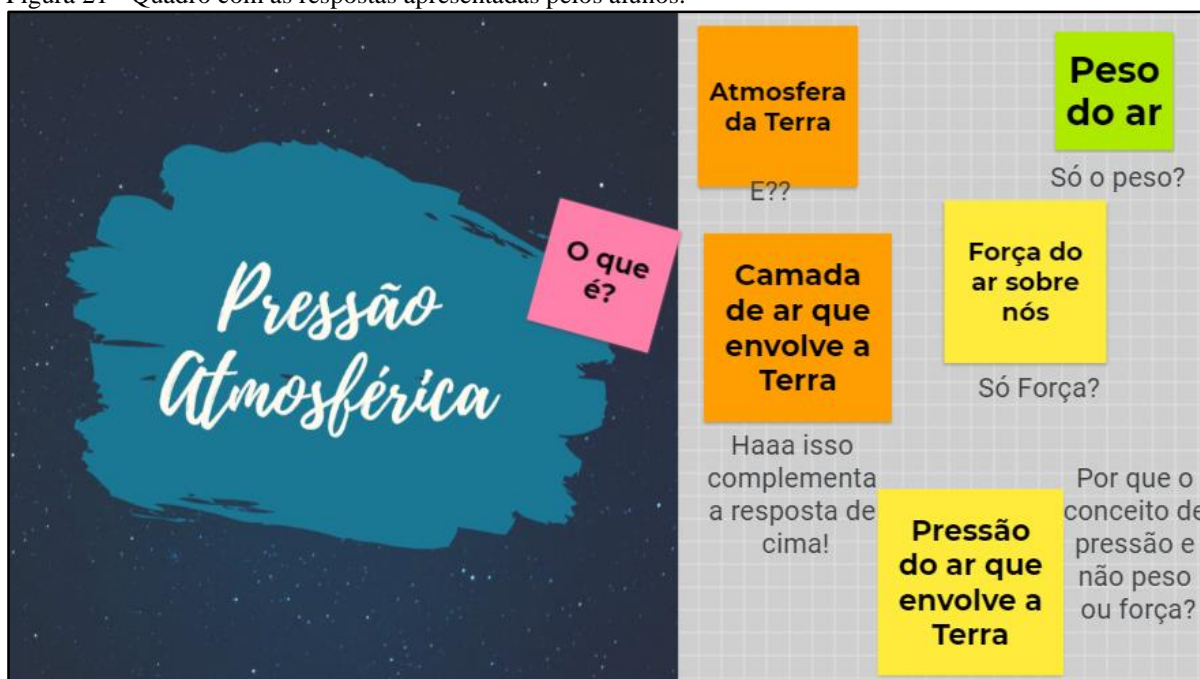 Figura 21 – Quadro com as respostas apresentadas pelos alunos.
Pressão
Atmosférica
O que
é?
Atmosfera
da Terra
E??
Camada
de ar que
envolve a
Terra
Haaa isso
complementa
a resposta de
cima!
Peso
do ar
Só o peso?
Força do
ar sobre
nós
Só Força?
Pressão
do ar que
envolve a
Terra
Por que o
conceito de
pressão e
não peso
ou força?